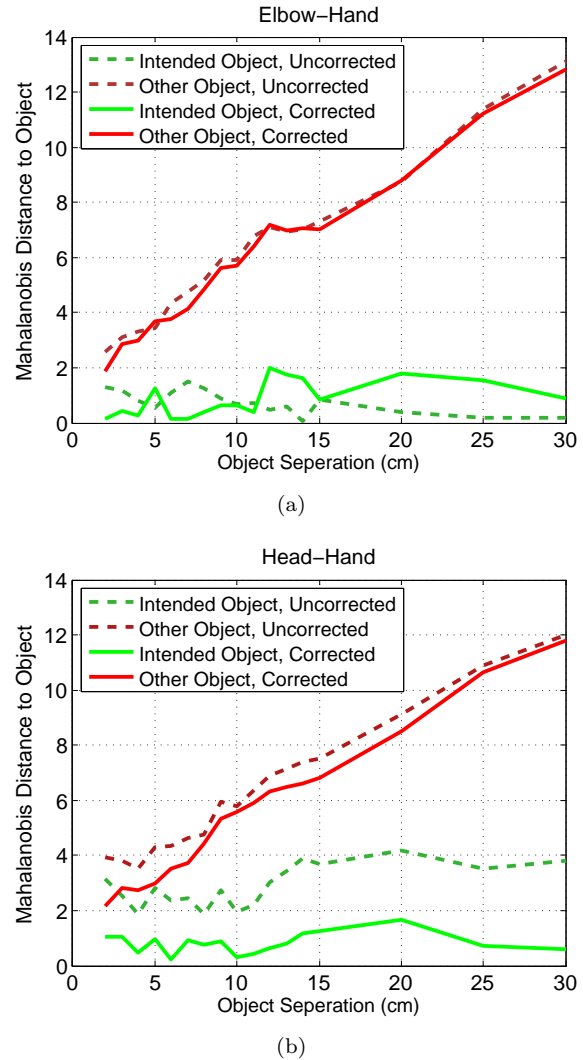 Elbow−Hand
14
12
10
8
6
4
2
0
Mahalanobis Distance to Object
Intended Object, Uncorrected
Other Object, Uncorrected
Intended Object, Corrected
Other Object, Corrected
0 5 10 15 20 25 30
Object Seperation (cm)
(a)
Head−Hand
14
12
10
8
6
4
2
0
Mahalanobis Distance to Object
Intended Object, Uncorrected
Other Object, Uncorrected
Intended Object, Corrected
Other Object, Corrected
0 5 10 15 20 25 30
Object Seperation (cm)
(b)